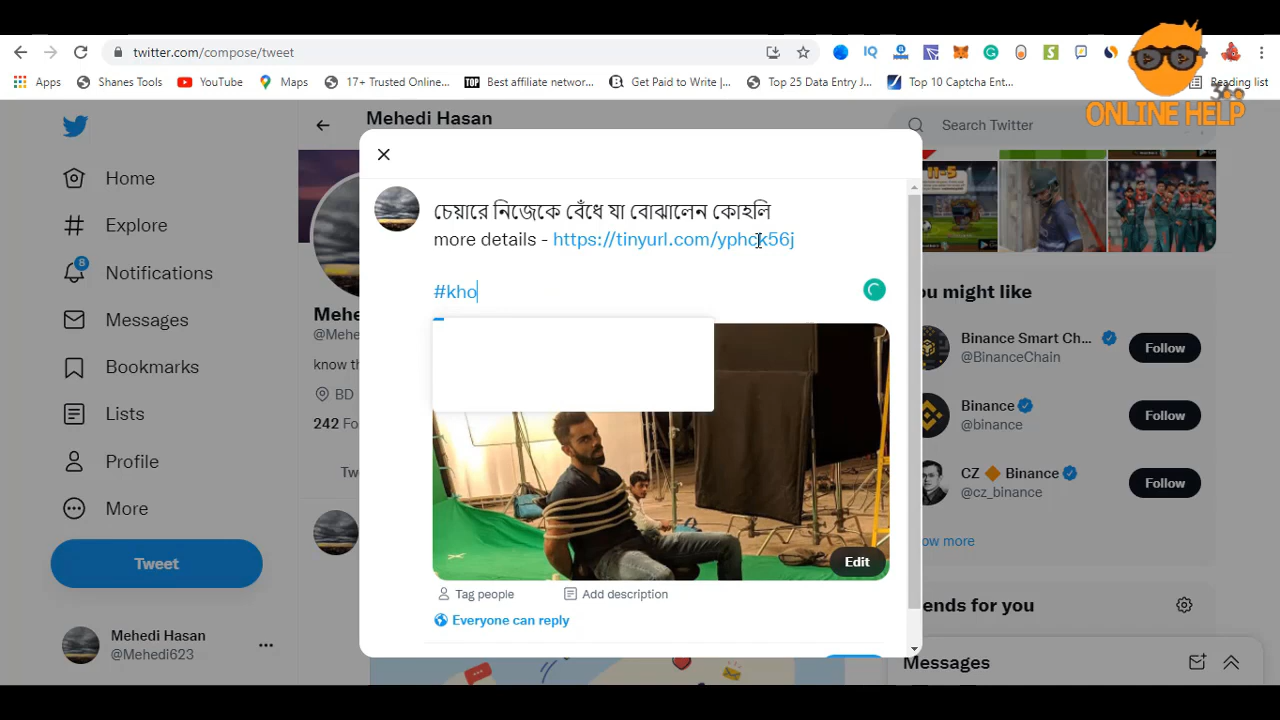 twitter.com/compose/tweet
Apps
Shanes Tools
YouTube
Maps
17+ Trusted Online...
TOP
Best affiliate networ...
Get Paid to Write |...
Top 25 Data Entry J...
Top 10 Captcha Ent...
Reading list
360
ONLINE HELP
Mehedi Hasan
Search Twitter
Home
Explore
8
Notifications
Messages
Bookmarks
Lists
Profile
More
Tweet
Mehedi Hasan
@Mehedi623
Mehe
@Mehe
know th
BD
242 Fo
Twe
চেয়ারে নিজেকে বেঁধে যা বোঝালেন কোহলি
more details - https://tinyurl.com/yphck56j
#kho
Edit
Tag people
Add description
Everyone can reply
ou might like
Binance Smart Ch...
@BinanceChain
Follow
Binance
@binance
Follow
CZ 🔶 Binance
@cz_binance
Follow
ow more
ends for you
Messages